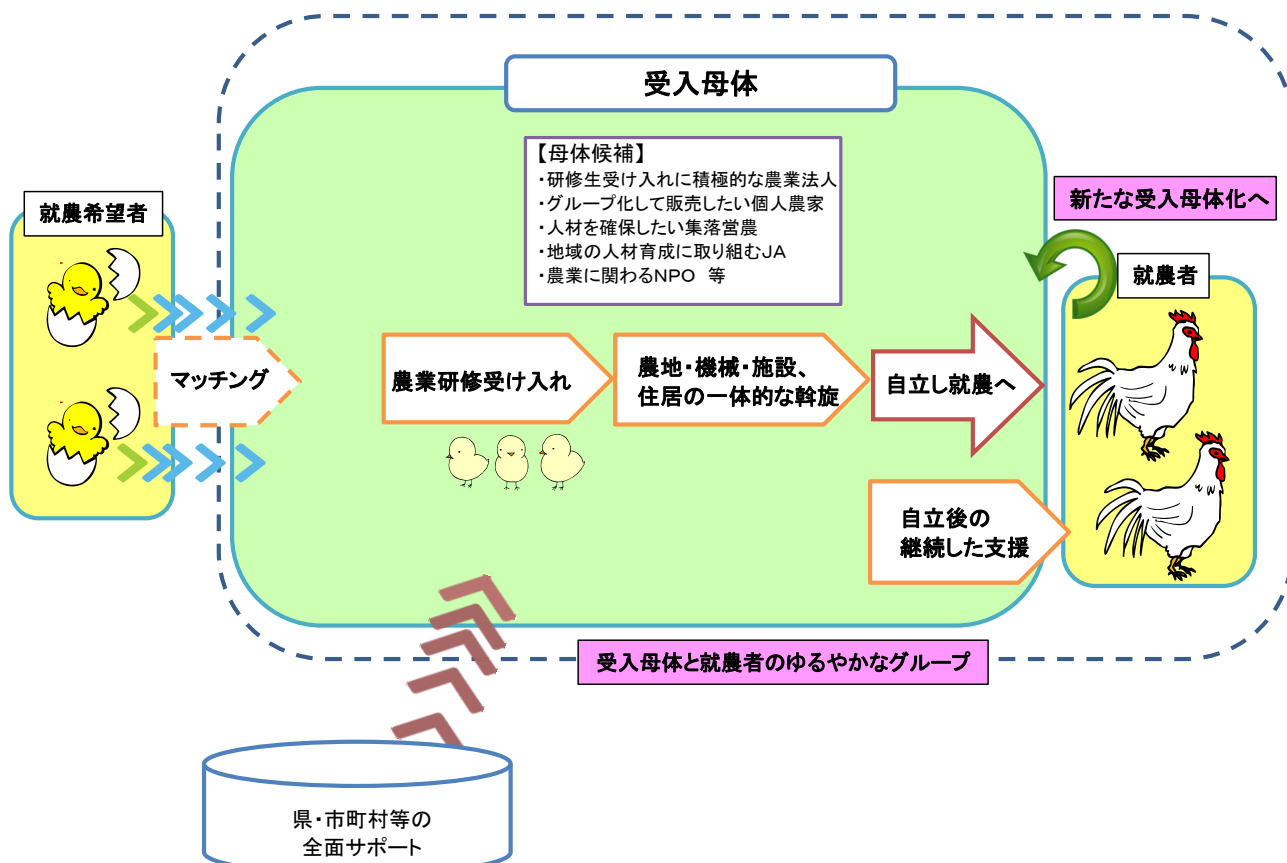 受入母体
【母体候補】
・研修生受け入れに積極的な農業法人
・グループ化して販売したい個人農家
・人材を確保したい集落営農
・地域の人材育成に取り組むJA
・農業に関わるNPO 等
就農希望者
新たな受入母体化へ
就農者
マッチング
農業研修受け入れ
農地・機械・施設、
住居の一体的な斡旋
自立し就農へ
自立後の
継続した支援
受入母体と就農者のゆるやかなグループ
県・市町村等の
全面サポート